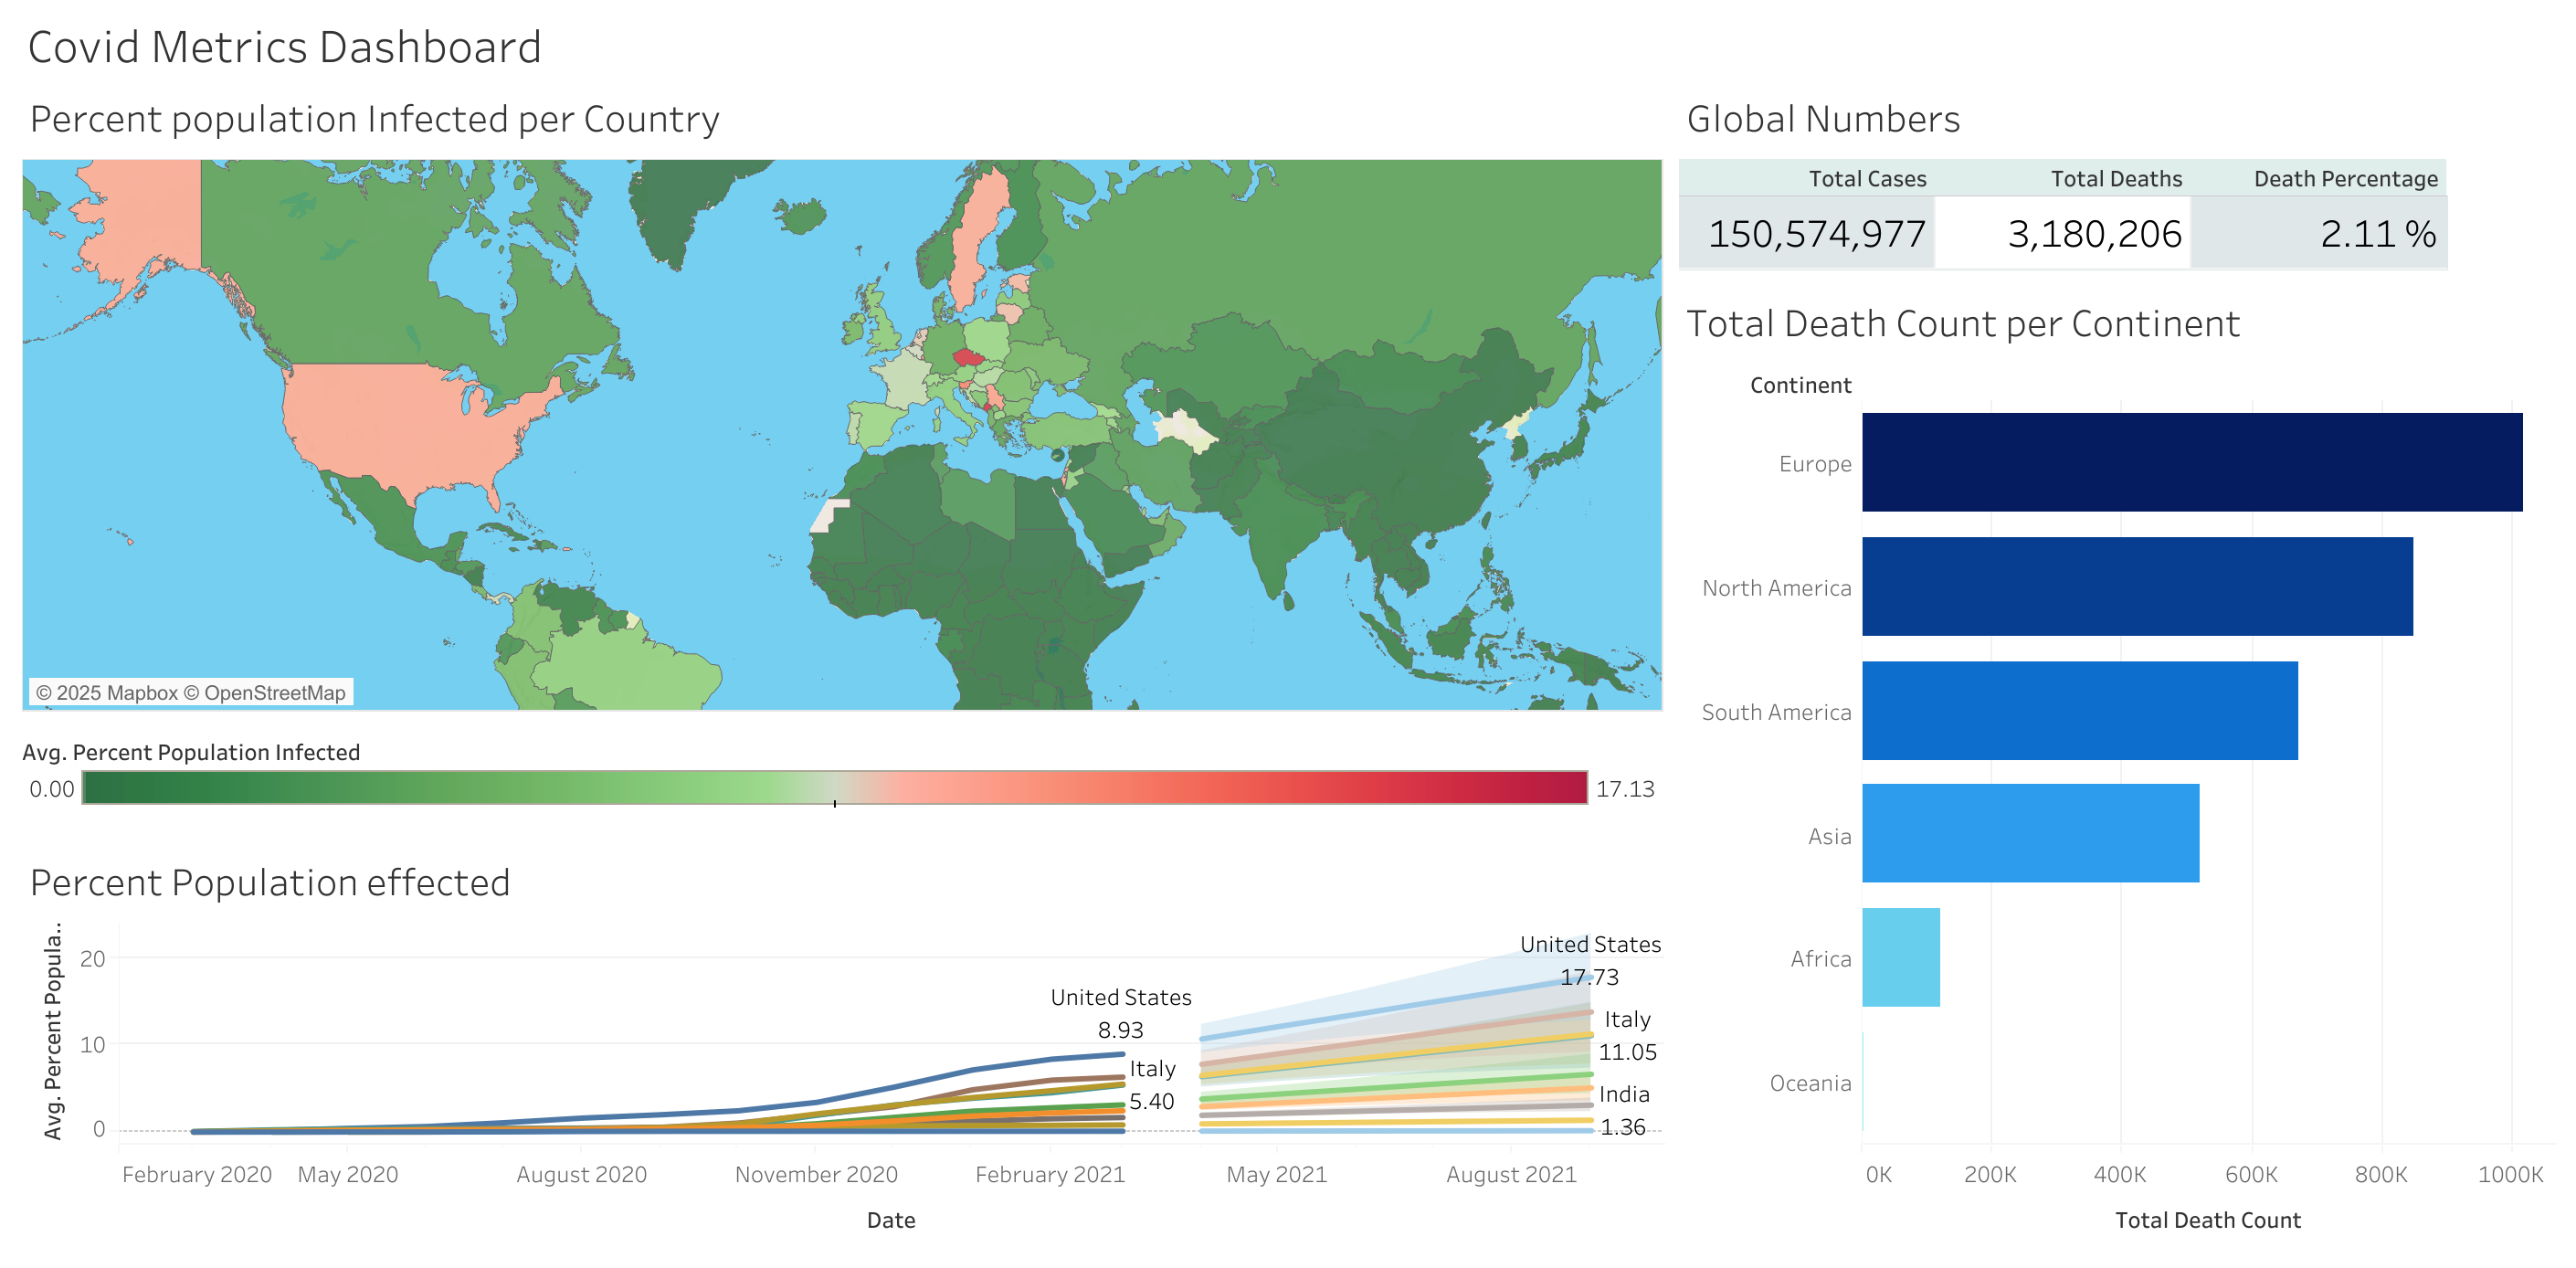 Covid Metrics Dashboard
Percent population Infected per Country
© 2025 Mapbox © OpenStreetMap
Avg. Percent Population Infected
0.00 17.13
Percent Population effected
Avg. Percent Popula..
20
10
0
United States
8.93
Italy
5.40
United States
17.73
Italy
11.05
India
1.36
February 2020 May 2020 August 2020 November 2020 February 2021 May 2021 August 2021
Date
Global Numbers
Total Cases Total Deaths Death Percentage
150,574,977 3,180,206 2.11 %
Total Death Count per Continent
Continent
Europe
North America
South America
Asia
Africa
Oceania
0K 200K 400K 600K 800K 1000K
Total Death Count